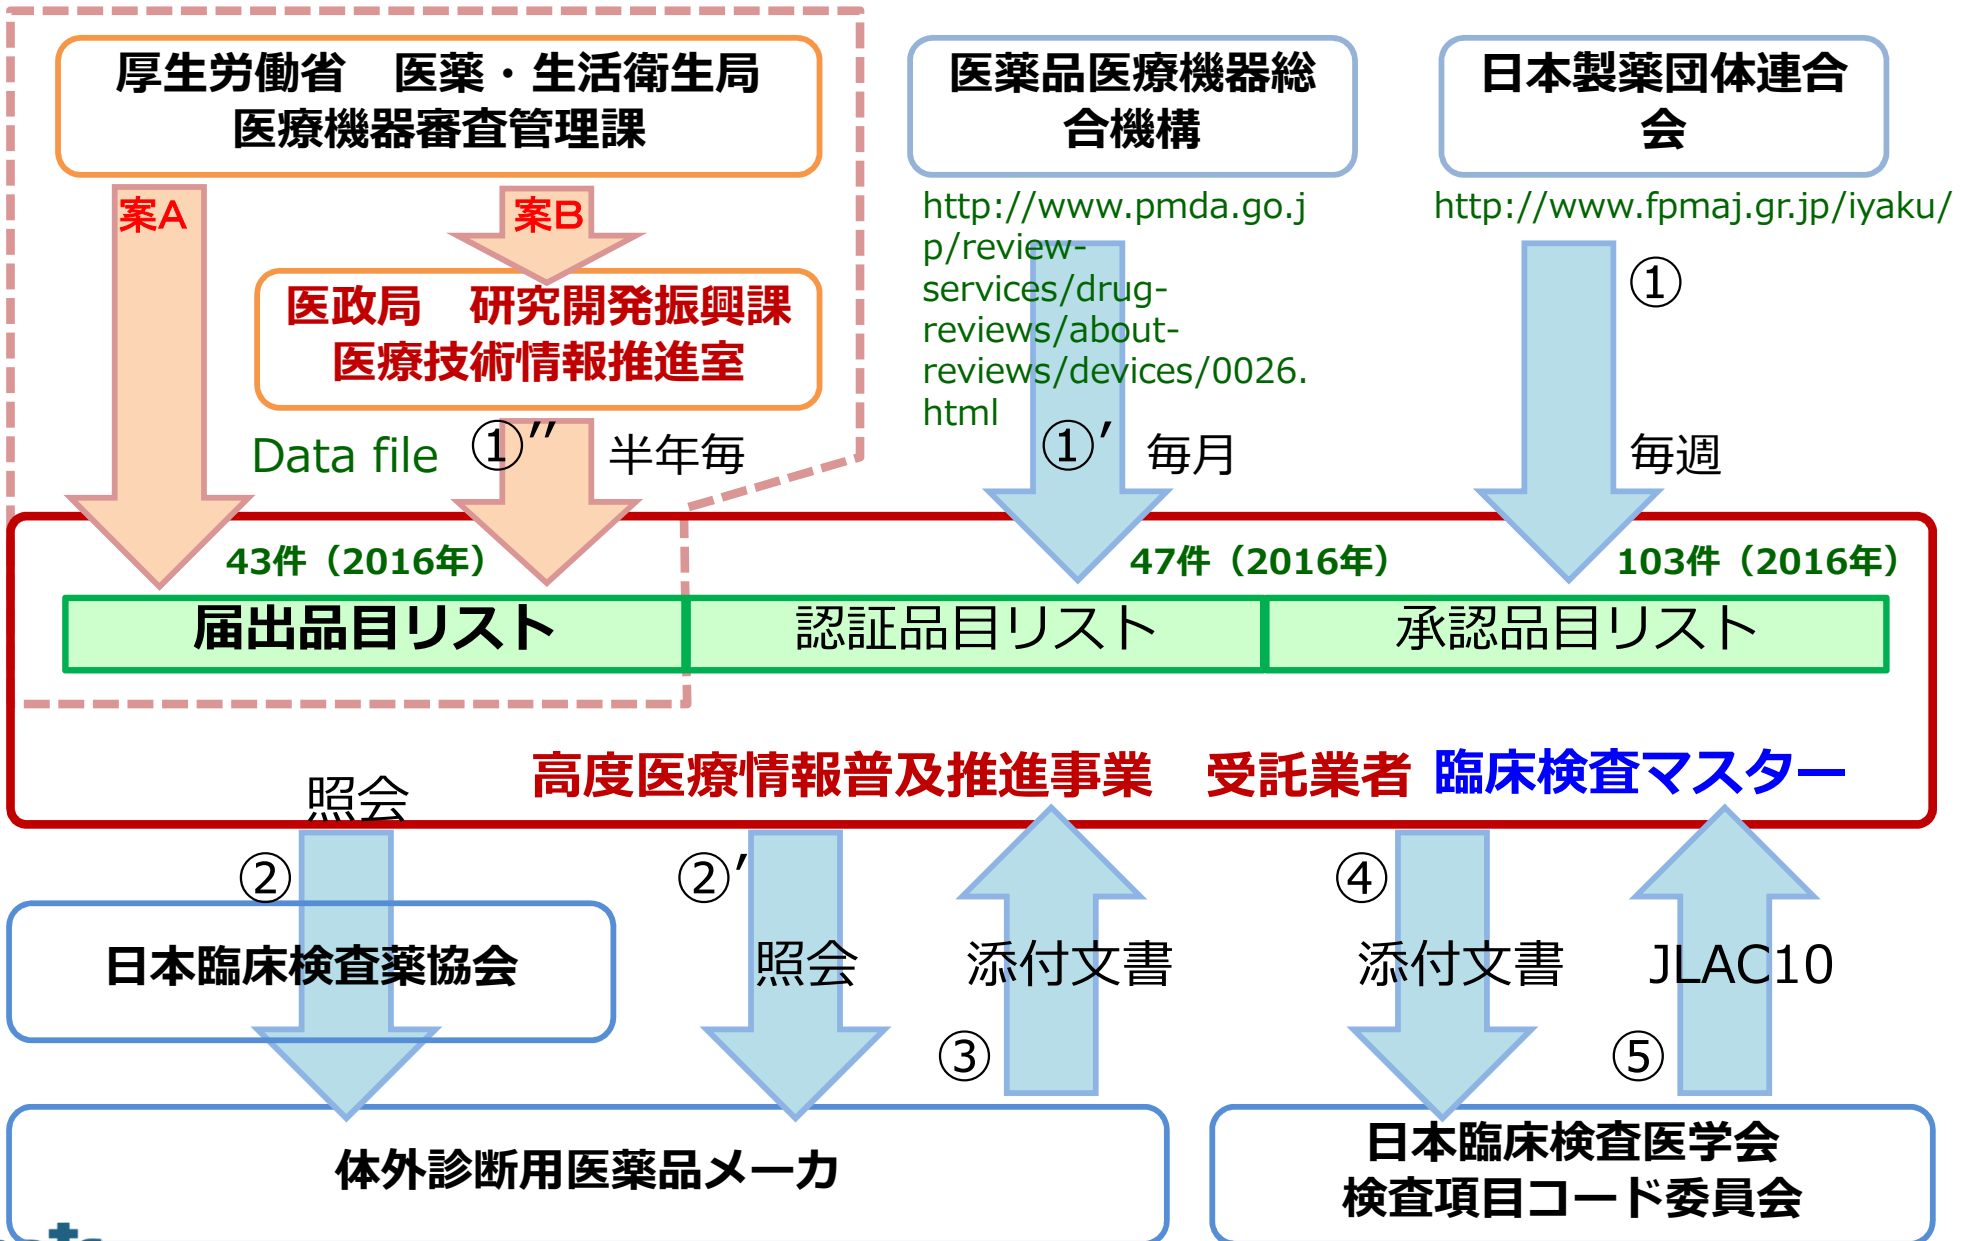 厚生労働省　医薬・生活衛生局
医療機器審査管理課
医薬品医療機器総
合機構
日本製薬団体連合
会
案A
案B
http://www.pmda.go.j
p/review-
services/drug-
reviews/about-
reviews/devices/0026.
html
http://www.fpmaj.gr.jp/iyaku/
①
医政局　研究開発振興課
医療技術情報推進室
Data file
①′′
半年毎
①′
毎月
毎週
43件（2016年）
47件（2016年）
103件（2016年）
届出品目リスト
認証品目リスト
承認品目リスト
高度医療情報普及推進事業　受託業者
臨床検査マスター
照会
②
②′
④
日本臨床検査薬協会
照会
添付文書
添付文書
JLAC10
③
⑤
体外診断用医薬品メーカ
日本臨床検査医学会
検査項目コード委員会